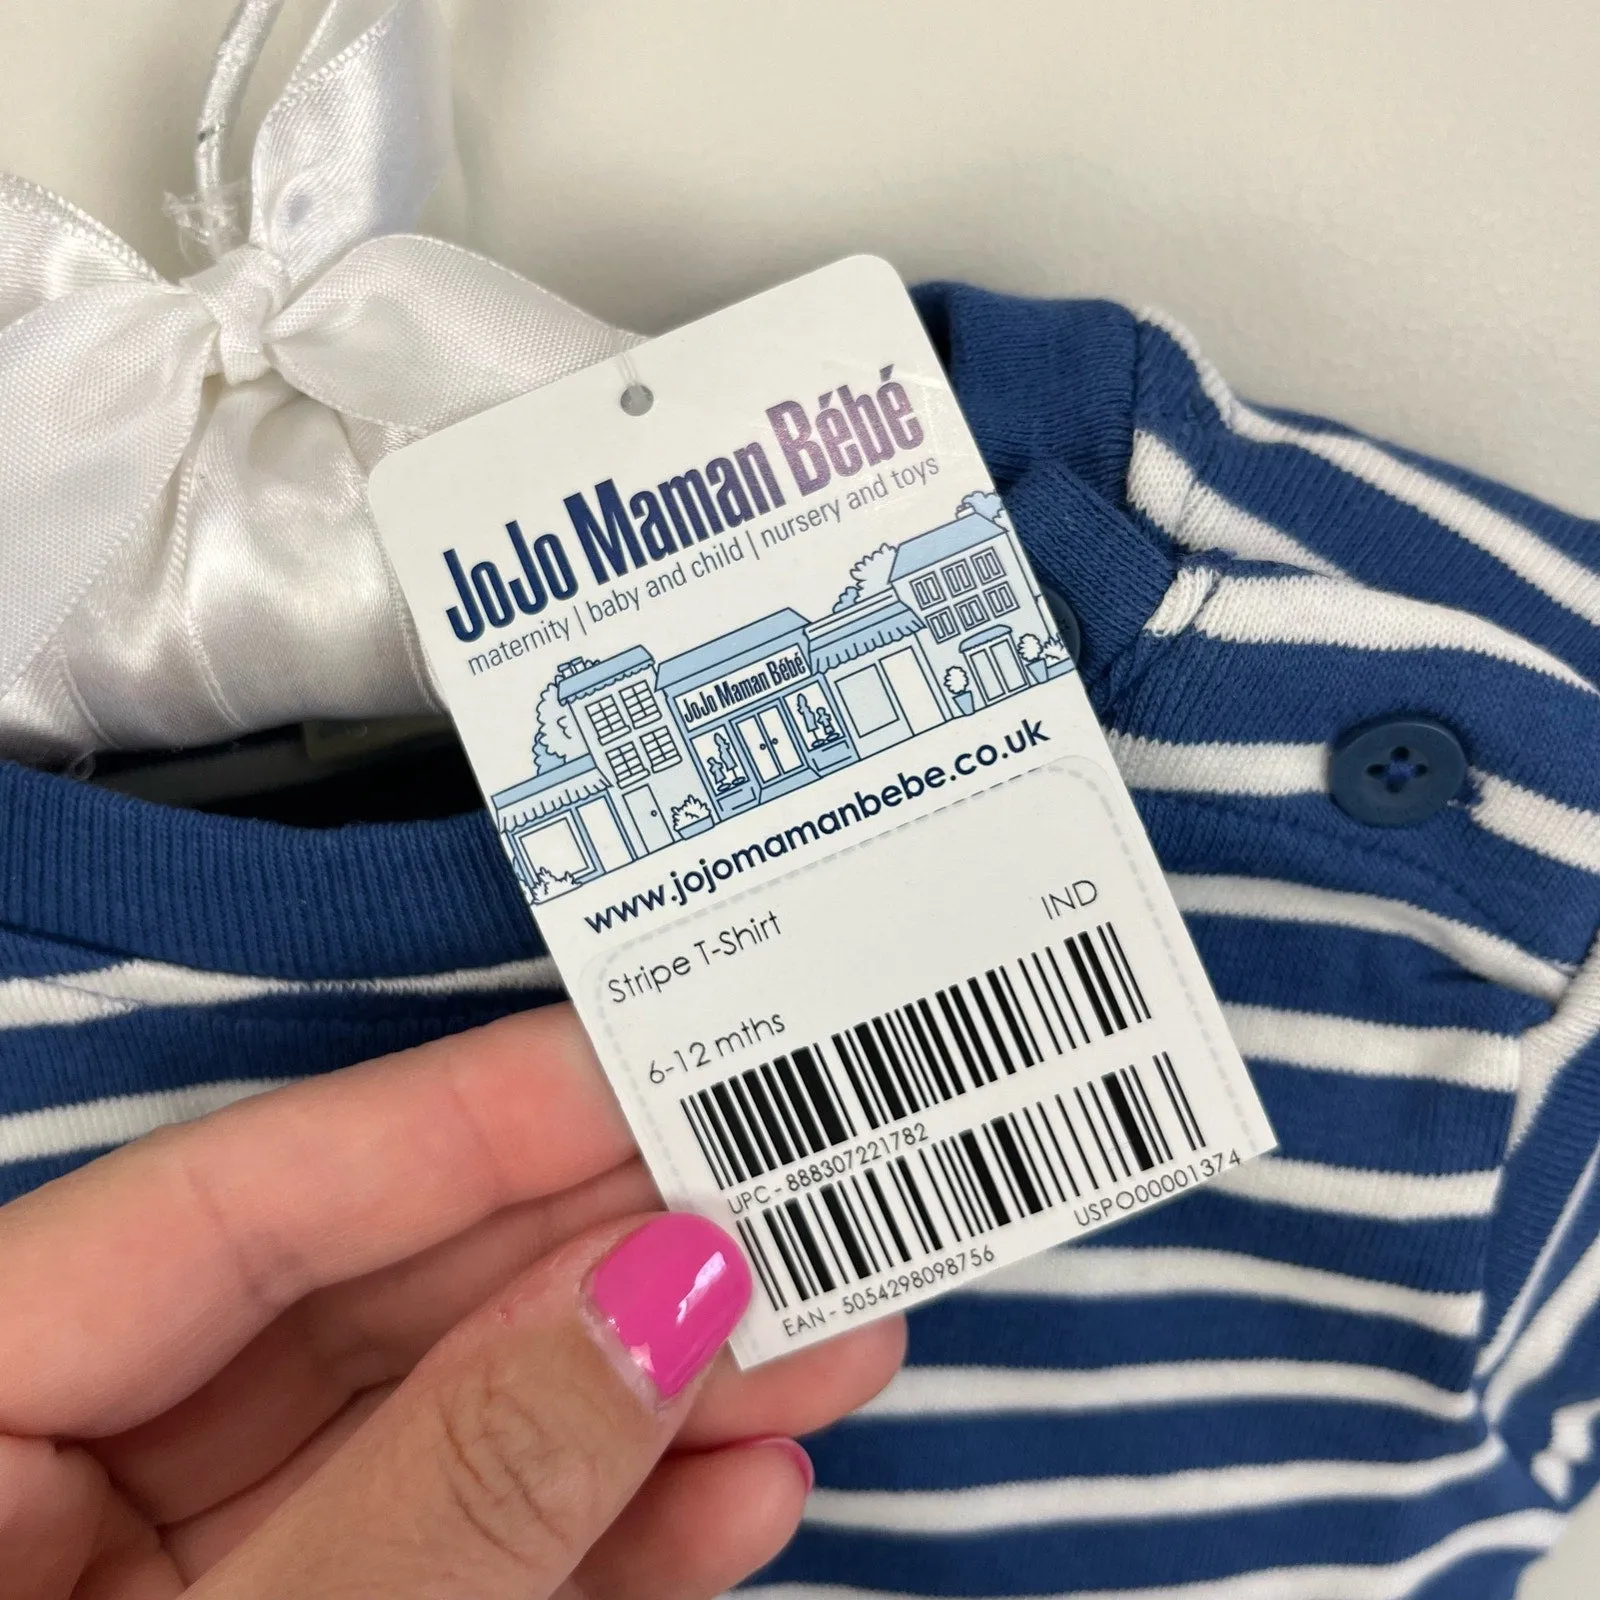 JoJo Maman Bébé
maternity | baby and child | nursery and toys
JoJo Maman Bébé
www.jojomamanbebe.co.uk
Stripe T-Shirt IND
6-12 mths
UPC - 888307221782
USPO00001374
EAN - 5054298098756